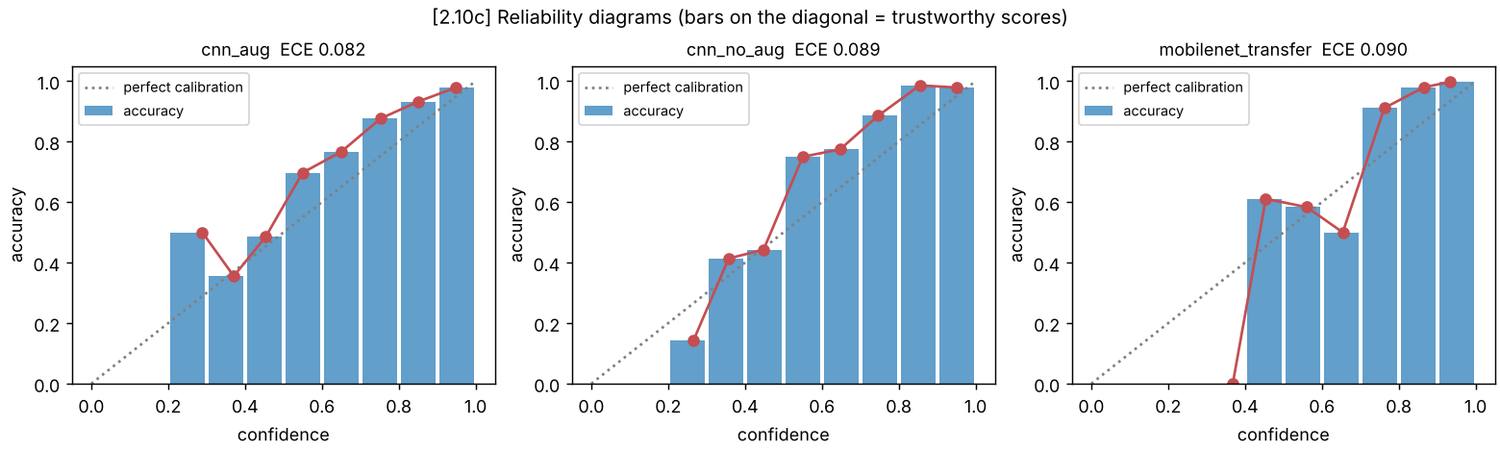 [2.10c] Reliability diagrams (bars on the diagonal = trustworthy scores)
cnn_aug ECE 0.082
perfect calibration
accuracy
accuracy
1.0
0.8
0.6
0.4
0.2
0.0
0.0 0.2 0.4 0.6 0.8 1.0
confidence
cnn_no_aug ECE 0.089
perfect calibration
accuracy
accuracy
1.0
0.8
0.6
0.4
0.2
0.0
0.0 0.2 0.4 0.6 0.8 1.0
confidence
mobilenet_transfer ECE 0.090
perfect calibration
accuracy
accuracy
1.0
0.8
0.6
0.4
0.2
0.0
0.0 0.2 0.4 0.6 0.8 1.0
confidence